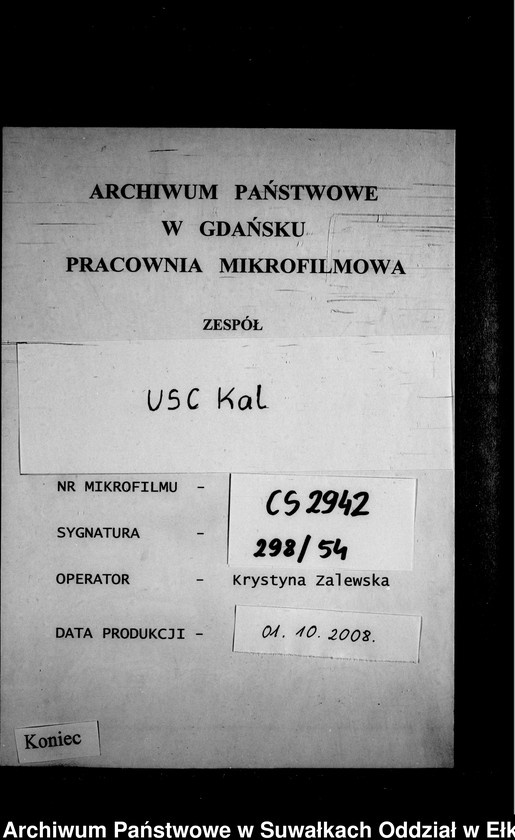 ARCHIWUM PAŃSTWOWE
W GDAŃSKU
PRACOWNIA MIKROFILMOWA
ZESPÓŁ
USC Kal
NR MIKROFILMU - CS 2942
SYGNATURA - 298/54
OPERATOR - Krystyna Zalewska
DATA PRODUKCJI - 01. 10. 2008.
Koniec
Archiwum Państwowe w Suwałkach Oddział w Ełk